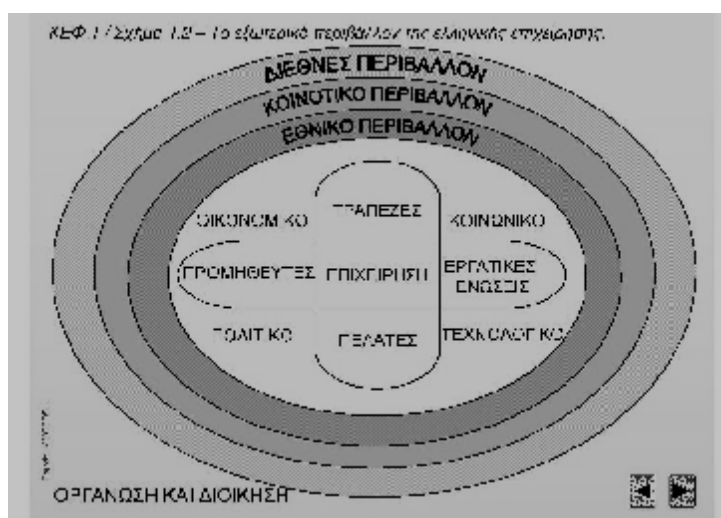 ΚΕΦ 1 / Σχήμα 1.2 – Το εξωτερικό περιβάλλον της ελληνικής επιχείρησης.
ΔΙΕΘΝΕΣ ΠΕΡΙΒΑΛΛΟΝ
ΚΟΙΝΟΤΙΚΟ ΠΕΡΙΒΑΛΛΟΝ
ΕΘΝΙΚΟ ΠΕΡΙΒΑΛΛΟΝ
ΟΙΚΟΝΟΜΙΚΟ ΤΡΑΠΕΖΕΣ ΚΟΙΝΩΝΙΚΟ
ΠΡΟΜΗΘΕΥΤΕΣ ΕΠΙΧΕΙΡΗΣΗ ΕΡΓΑΤΙΚΕΣ
ΕΝΩΣΕΙΣ
ΠΟΛΙΤΙΚΟ ΠΕΛΑΤΕΣ ΤΕΧΝΟΛΟΓΙΚΟ
ΟΡΓΑΝΩΣΗ ΚΑΙ ΔΙΟΙΚΗΣΗ